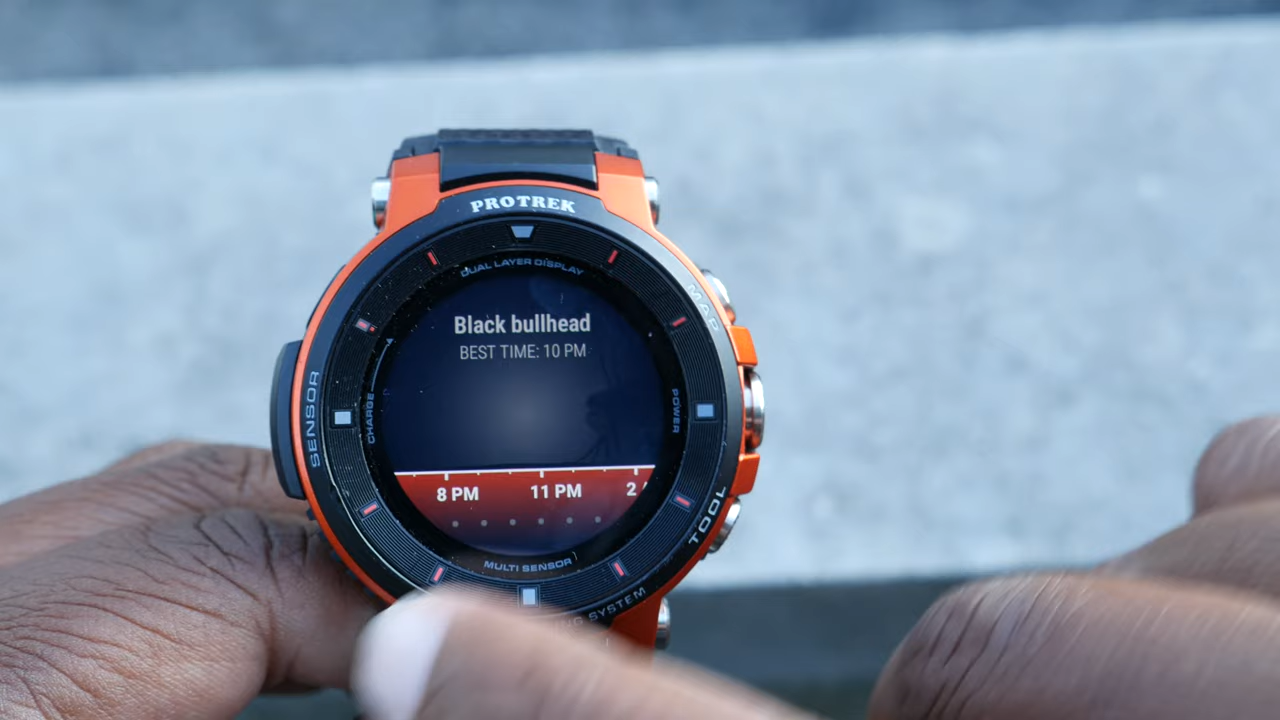 PROTREK
DUAL LAYER DISPLAY
MAP
Black bullhead
BEST TIME: 10 PM
SENSOR
CHARGE
POWER
8 PM 11 PM 2
TOOL
MULTI SENSOR
SYSTEM